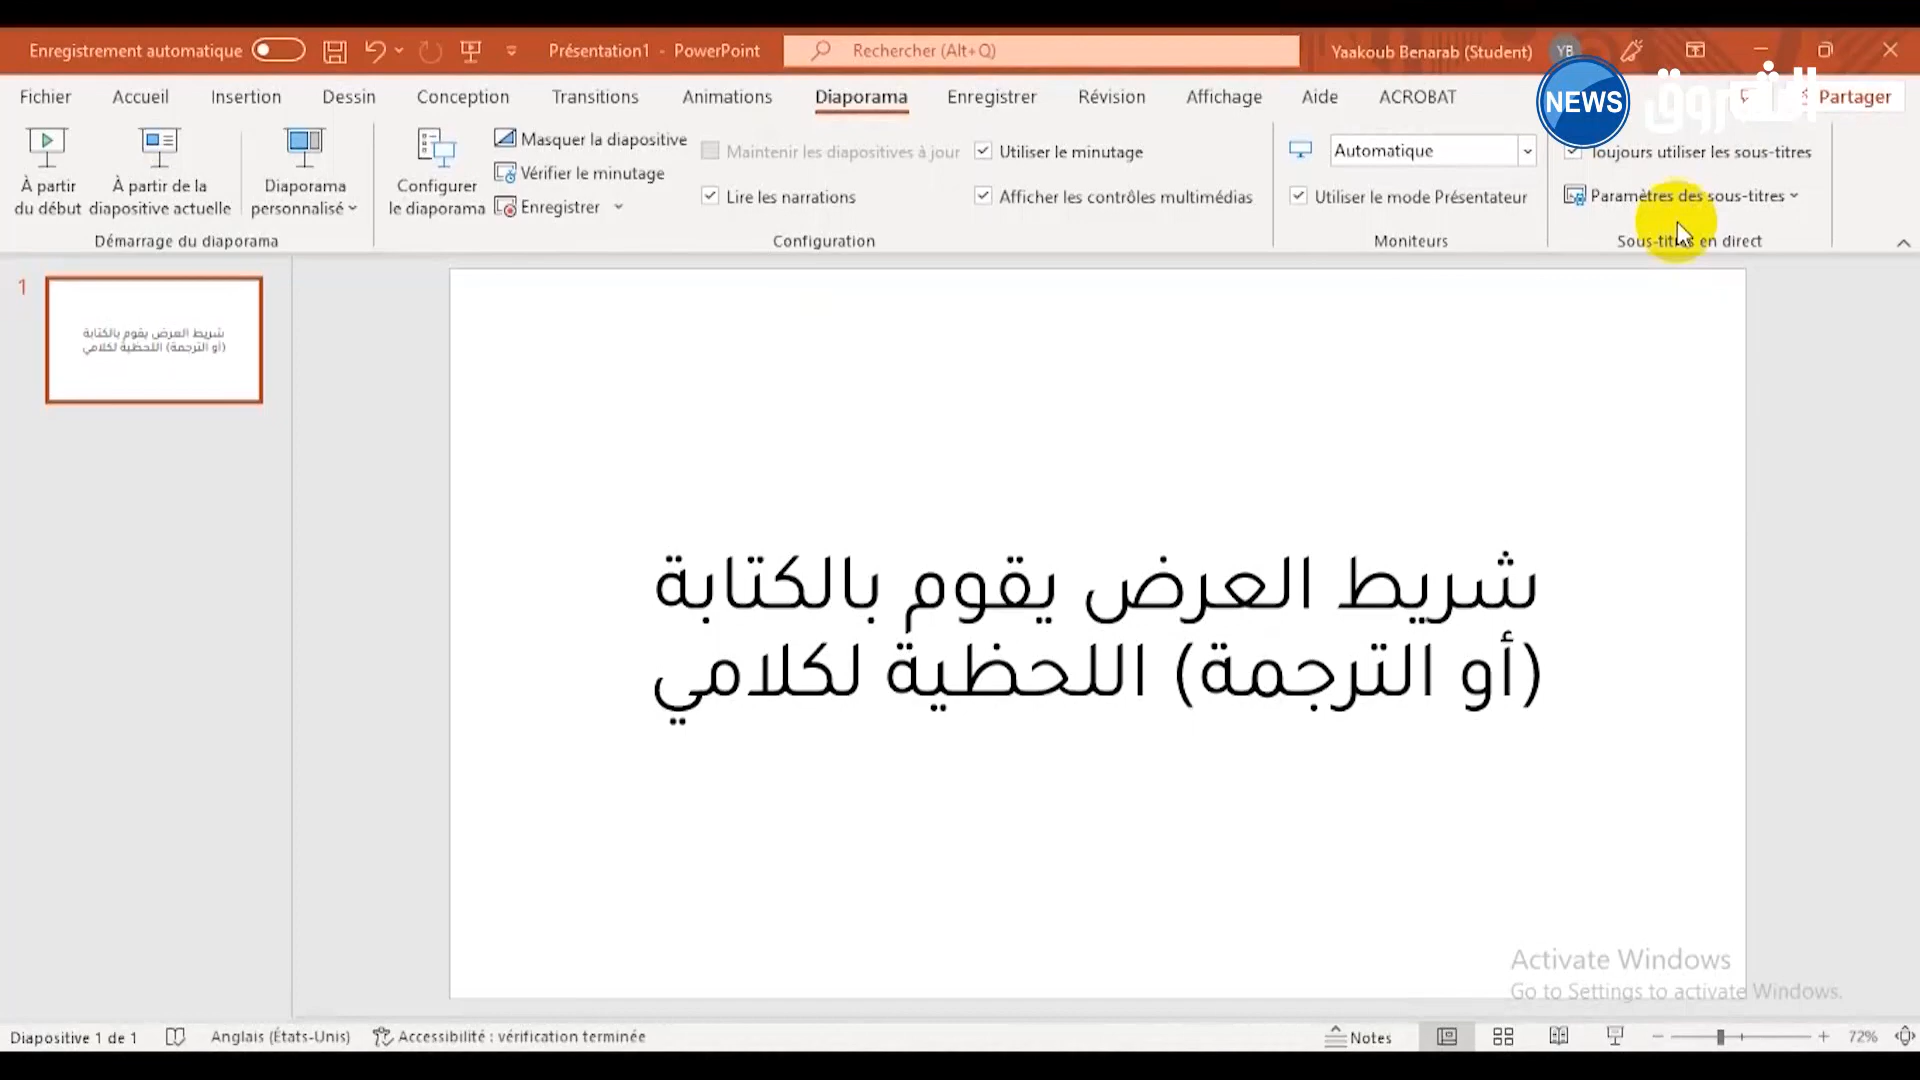 Enregistrement automatique
Présentation1 - PowerPoint
Rechercher (Alt+Q)
Yaakoub Benarab (Student)
YB
Fichier
Accueil
Insertion
Dessin
Conception
Transitions
Animations
Diaporama
Enregistrer
Révision
Affichage
Aide
ACROBAT
NEWS
الشروق
Partager
À partir
du début
À partir de la
diapositive actuelle
Diaporama
personnalisé
Démarrage du diaporama
Configurer
le diaporama
Masquer la diapositive
Vérifier le minutage
Enregistrer
Maintenir les diapositives à jour
Lire les narrations
Utiliser le minutage
Afficher les contrôles multimédias
Configuration
Automatique
Utiliser le mode Présentateur
Moniteurs
Toujours utiliser les sous-titres
Paramètres des sous-titres
Sous-titres en direct
1
شريط العرض يقوم بالكتابة
(أو الترجمة) اللحظية لكلامي
شريط العرض يقوم بالكتابة
(أو الترجمة) اللحظية لكلامي
Activate Windows
Go to Settings to activate Windows.
Diapositive 1 de 1
Anglais (États-Unis)
Accessibilité : vérification terminée
Notes
72%